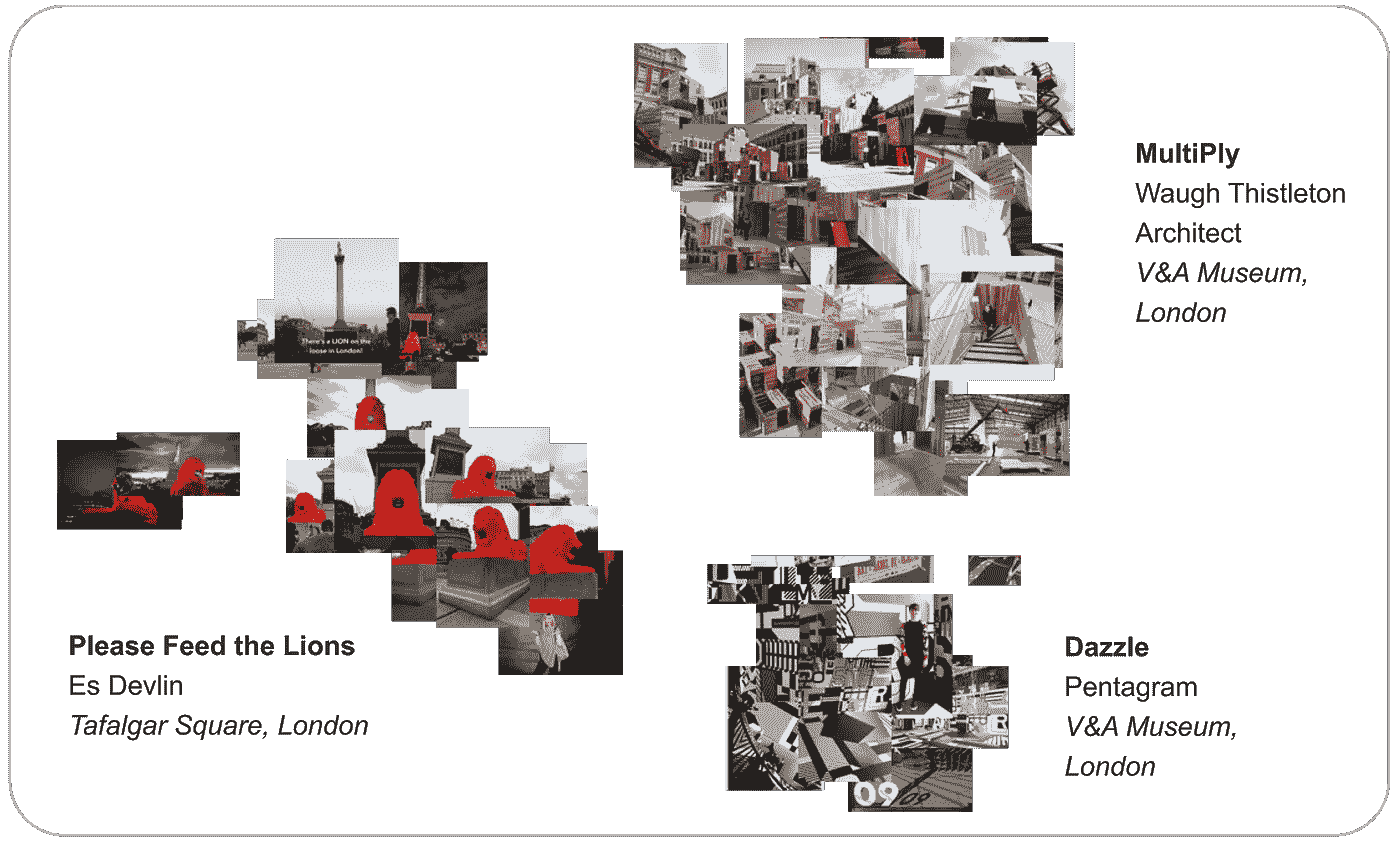 MultiPly
Waugh Thistleton
Architect
V&A Museum,
London
There's a LION on the
loose in London!
Please Feed the Lions
Es Devlin
Tafalgar Square, London
Dazzle
Pentagram
V&A Museum,
London
09/09